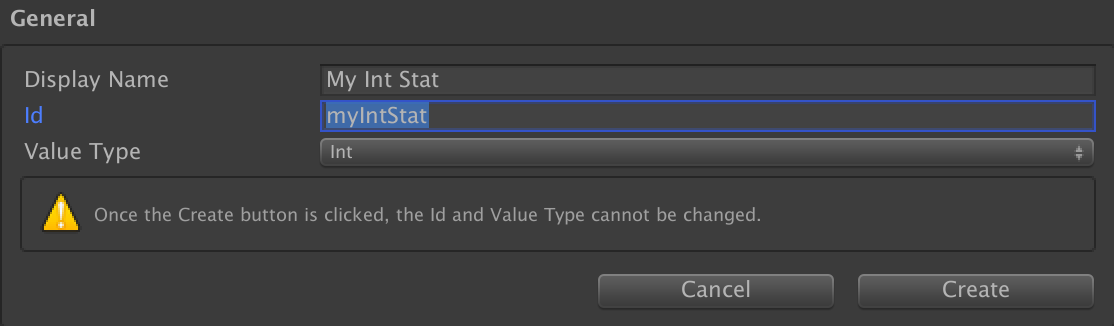 General
Display Name My Int Stat
Id myIntStat
Value Type Int
Once the Create button is clicked, the Id and Value Type cannot be changed.
Cancel Create